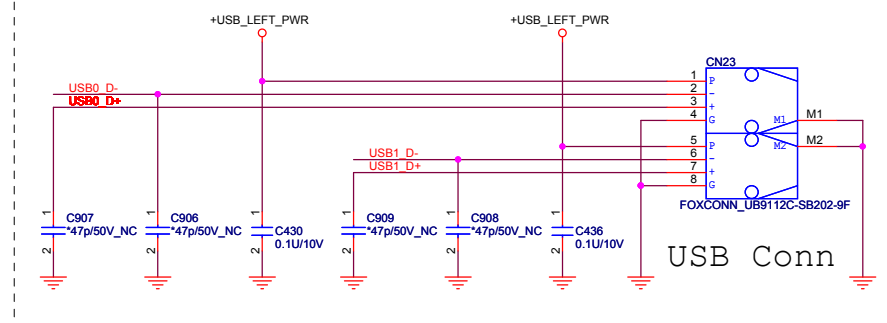 +USB_LEFT_PWR +USB_LEFT_PWR
CN23
USB0_D- 1 P
2 -
USB0_D+ 3 +
4 G M1 M1
5 P M2 M2
USB1_D- 6 -
USB1_D+ 7 +
8 G
FOXCONN_UB9112C-SB202-9F
1 1 1 1 1 1
C907 C906 C430 C909 C908 C436
*47p/50V_NC *47p/50V_NC 0.1U/10V *47p/50V_NC *47p/50V_NC 0.1U/10V
2 2 2 2 2 2
USB Conn